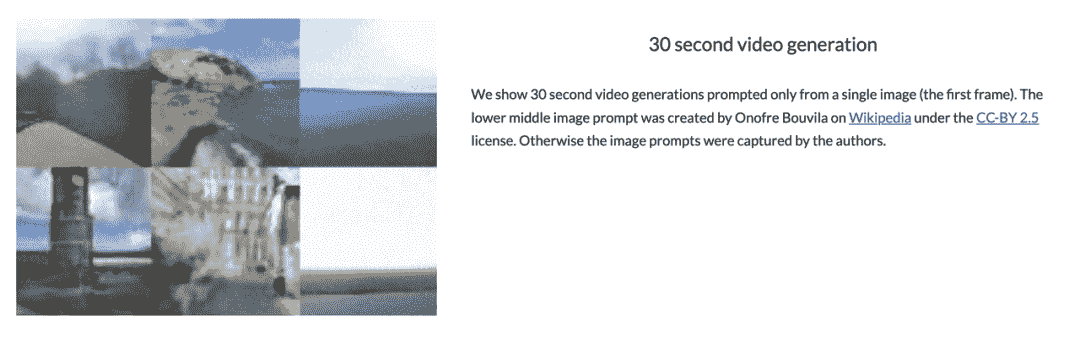 30 second video generation
We show 30 second video generations prompted only from a single image (the first frame). The
lower middle image prompt was created by Onofre Bouvila on Wikipedia under the CC-BY 2.5
license. Otherwise the image prompts were captured by the authors.